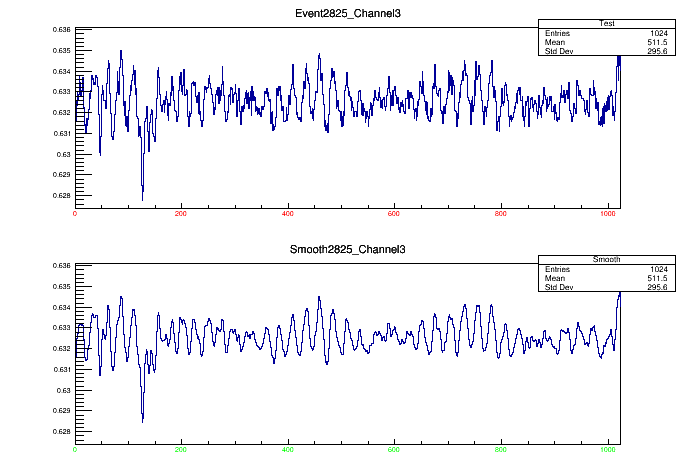 Event2825_Channel3
Test
Entries 1024
Mean 511.5
Std Dev 295.6
0.636
0.635
0.634
0.633
0.632
0.631
0.63
0.629
0.628
0 200 400 600 800 1000
Smooth2825_Channel3
Smooth
Entries 1024
Mean 511.5
Std Dev 295.6
0.636
0.635
0.634
0.633
0.632
0.631
0.63
0.629
0.628
0 200 400 600 800 1000